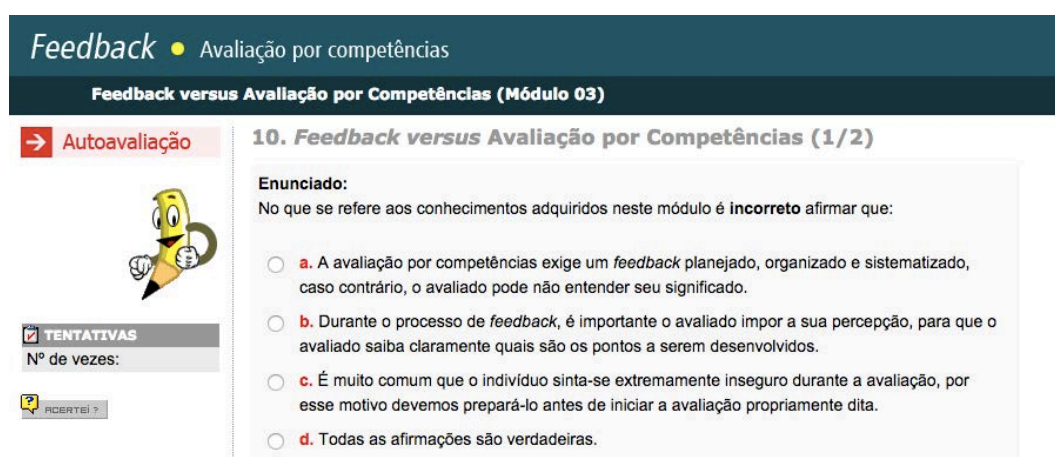 Feedback • Avaliação por competências
Feedback versus Avaliação por Competências (Módulo 03)
Autoavaliação
10. Feedback versus Avaliação por Competências (1/2)
Enunciado:
No que se refere aos conhecimentos adquiridos neste módulo é incorreto afirmar que:
a. A avaliação por competências exige um feedback planejado, organizado e sistematizado,
caso contrário, o avaliado pode não entender seu significado.
b. Durante o processo de feedback, é importante o avaliado impor a sua percepção, para que o
avaliado saiba claramente quais são os pontos a serem desenvolvidos.
c. É muito comum que o indivíduo sinta-se extremamente inseguro durante a avaliação, por
esse motivo devemos prepará-lo antes de iniciar a avaliação propriamente dita.
d. Todas as afirmações são verdadeiras.
TENTATIVAS
Nº de vezes:
? ACERTEI ?